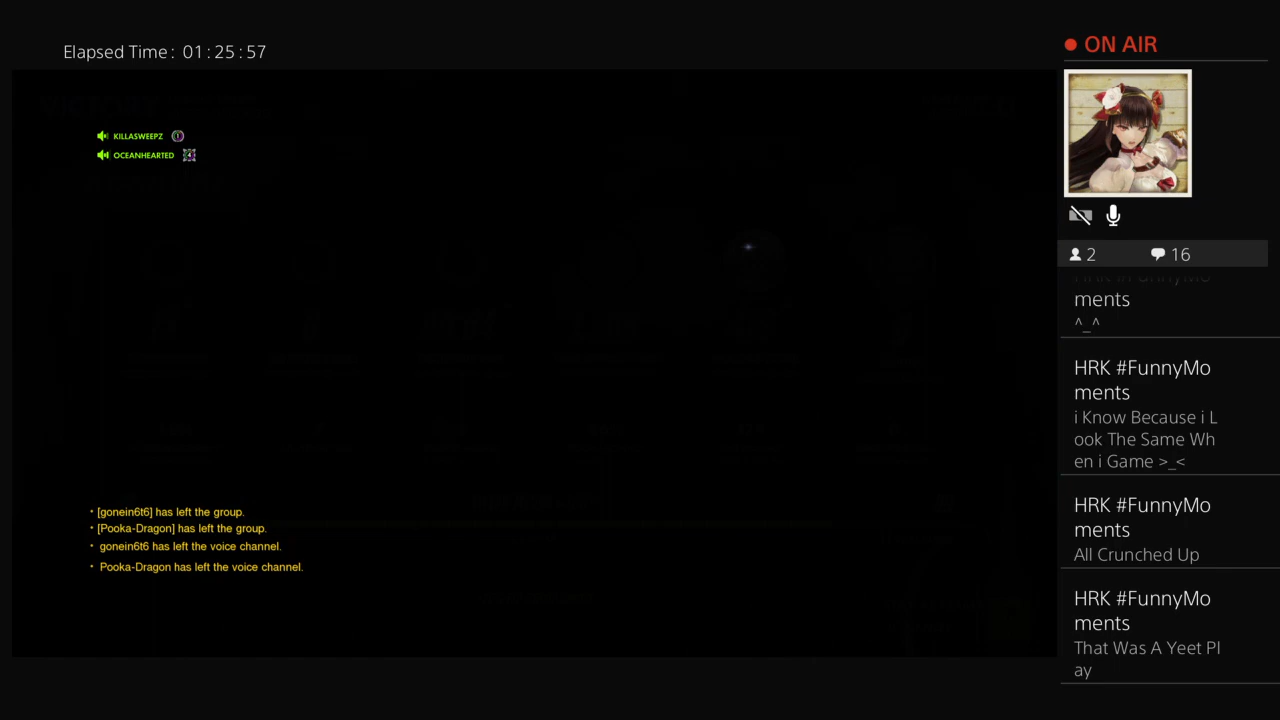 Elapsed Time: 01:25:57
ON AIR
KILLASWEEPZ 1
OCEANHEARTED 4
2 16
ments
^_^
HRK #FunnyMo
ments
i Know Because i L
ook The Same Wh
en i Game >_<
HRK #FunnyMo
ments
All Crunched Up
HRK #FunnyMo
ments
That Was A Yeet Pl
ay
• [gonein6t6] has left the group.
• [Pooka-Dragon] has left the group.
• gonein6t6 has left the voice channel.
• Pooka-Dragon has left the voice channel.